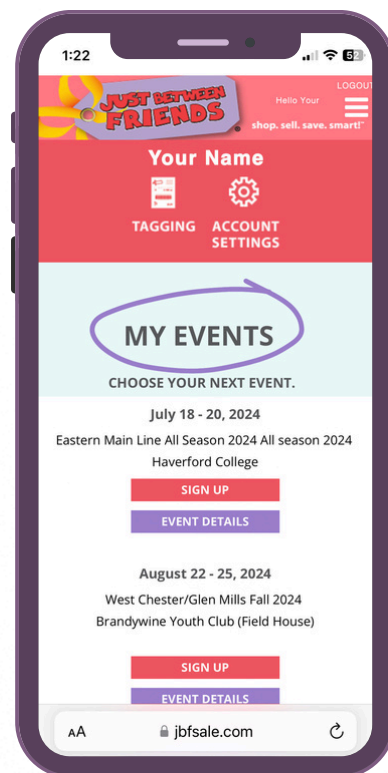 1:22
52
LOGOUT
JUST BETWEEN
FRIENDS
Hello Your
shop. sell. save. smart!™
Your Name
TAGGING
ACCOUNT
SETTINGS
MY EVENTS
CHOOSE YOUR NEXT EVENT.
July 18 - 20, 2024
Eastern Main Line All Season 2024 All season 2024
Haverford College
SIGN UP
EVENT DETAILS
August 22 - 25, 2024
West Chester/Glen Mills Fall 2024
Brandywine Youth Club (Field House)
SIGN UP
EVENT DETAILS
AA
jbfsale.com